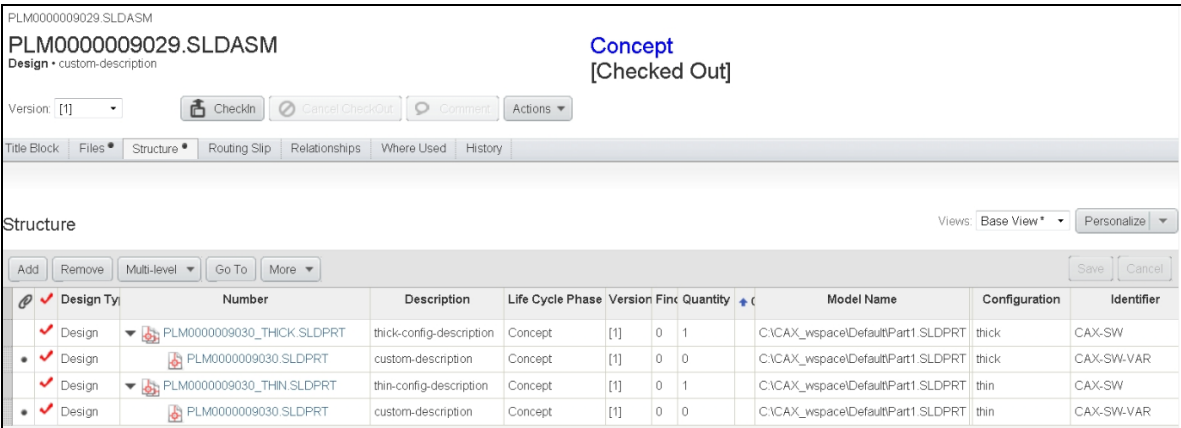 PLM0000009029.SLDASM
PLM0000009029.SLDASM
Design • custom-description
Concept
[Checked Out]
Version: [1] CheckIn Cancel CheckOut Comment Actions
Title Block Files Structure Routing Slip Relationships Where Used History
Structure
Views: Base View * Personalize
Add Remove Multi-level Go To More Save Cancel
Design Ty Number Description Life Cycle Phase Version Find Quantity Model Name Configuration Identifier
Design PLM0000009030_THICK.SLDPRT thick-config-description Concept [1] 0 1 C:\CAX_wspace\Default\Part1.SLDPRT thick CAX-SW
Design PLM0000009030.SLDPRT custom-description Concept [1] 0 0 C:\CAX_wspace\Default\Part1.SLDPRT thick CAX-SW-VAR
Design PLM0000009030_THIN.SLDPRT thin-config-description Concept [1] 0 1 C:\CAX_wspace\Default\Part1.SLDPRT thin CAX-SW
Design PLM0000009030.SLDPRT custom-description Concept [1] 0 0 C:\CAX_wspace\Default\Part1.SLDPRT thin CAX-SW-VAR